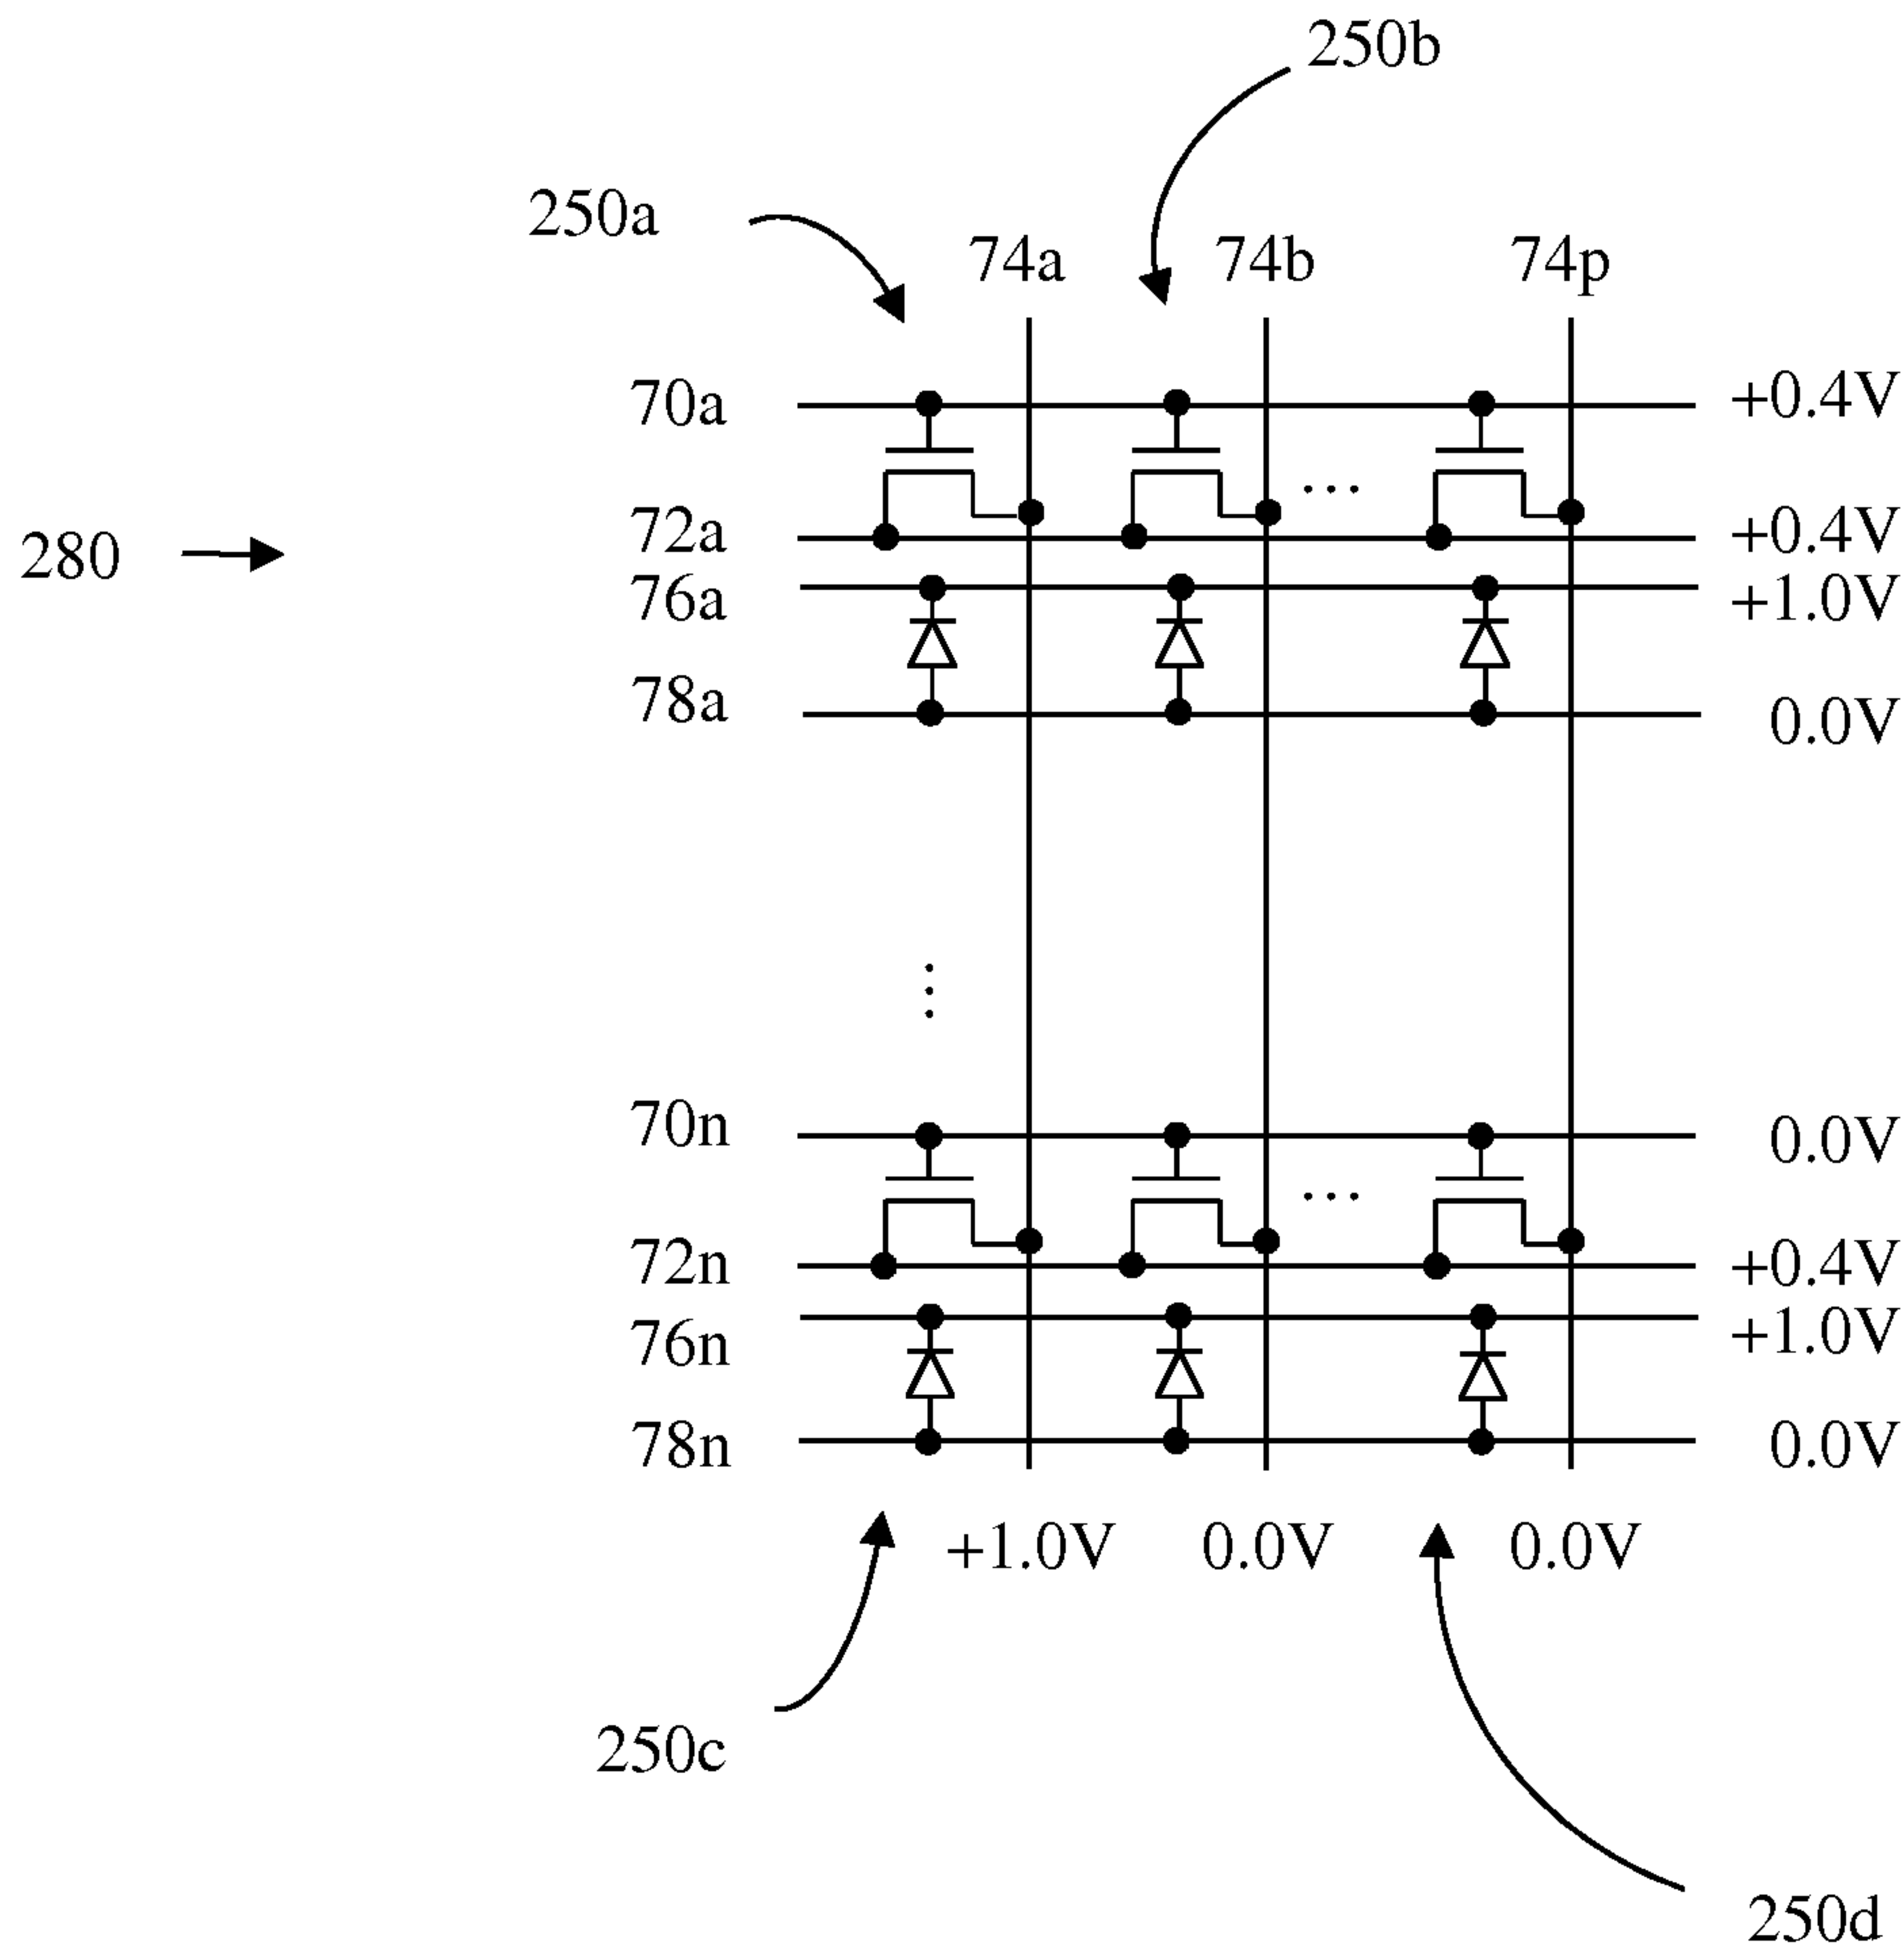 250b
250a
74a 74b 74p
70a +0.4V
...
280 72a +0.4V
76a +1.0V
78a 0.0V
...
70n 0.0V
...
72n +0.4V
76n +1.0V
78n 0.0V
+1.0V 0.0V 0.0V
250c
250d